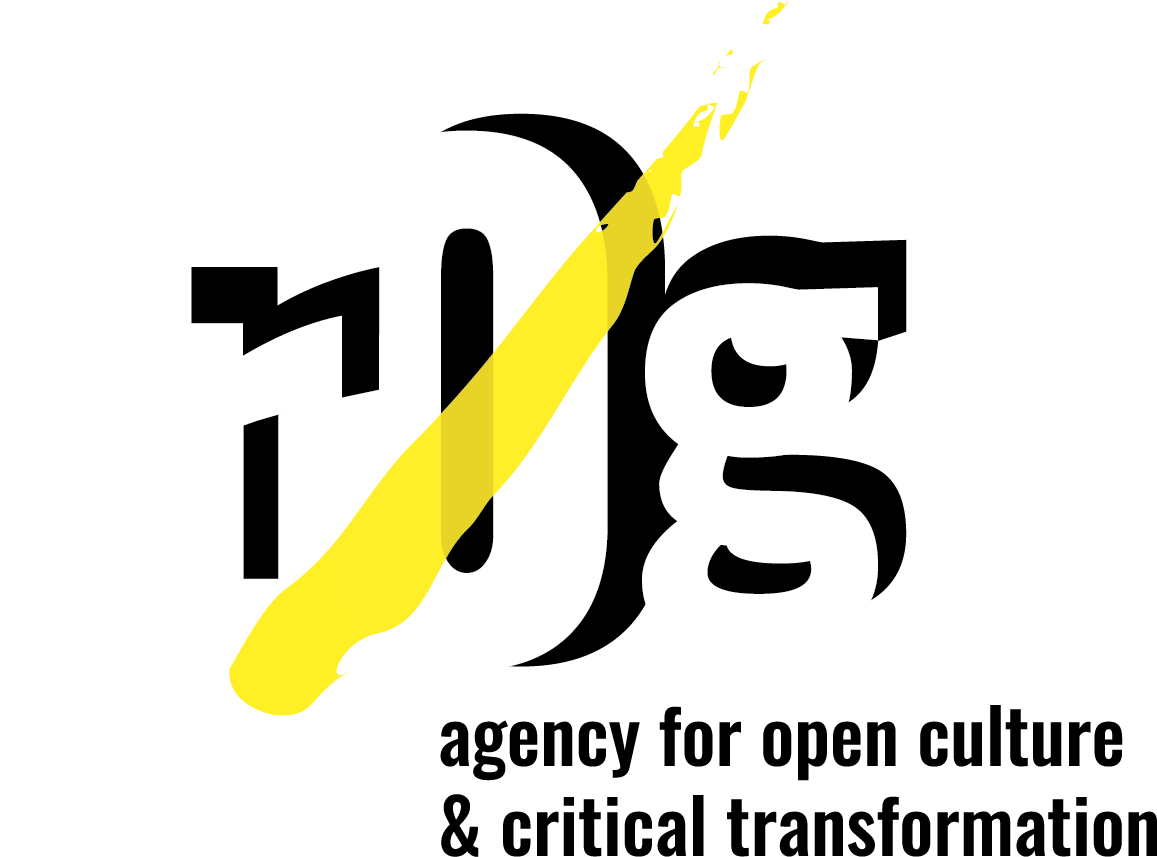 r0g
agency for open culture
& critical transformation